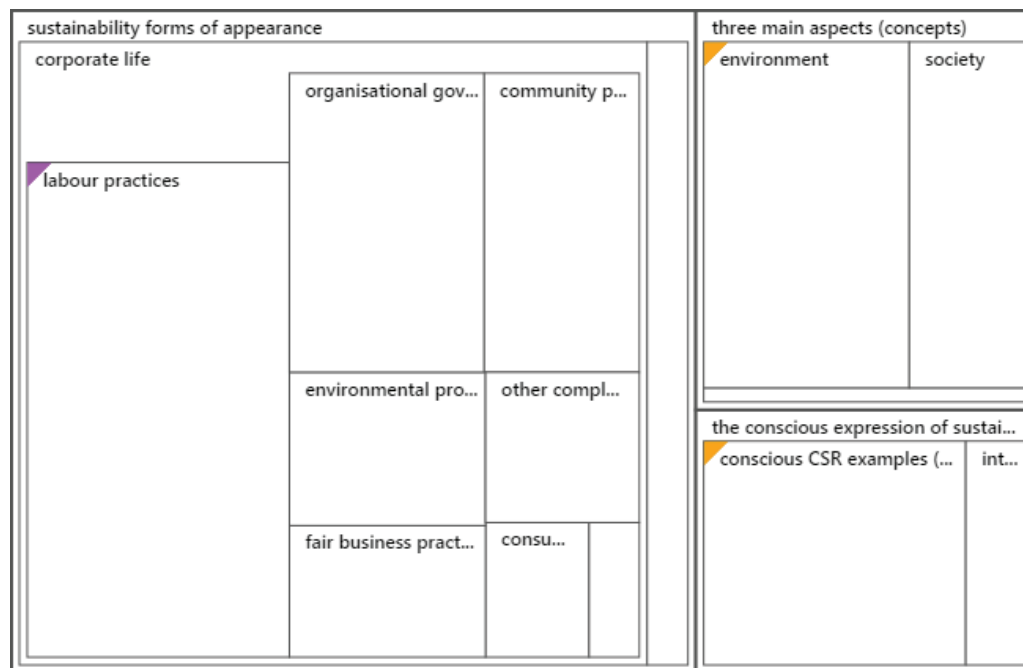 sustainability forms of appearance
corporate life
labour practices
organisational gov...
community p...
environmental pro...
other compl...
fair business pract...
consu...
three main aspects (concepts)
environment
society
the conscious expression of sustai...
conscious CSR examples (...
int...